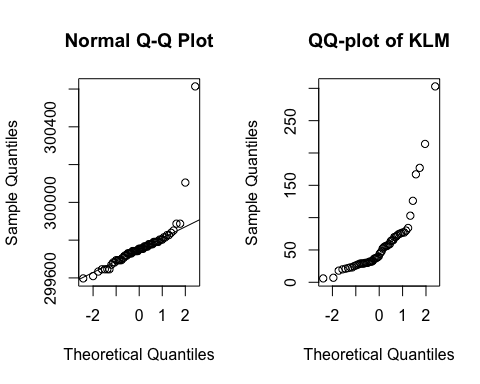 Normal Q-Q Plot
Sample Quantiles
299600 300000 300400
-2 0 1 2
Theoretical Quantiles
QQ-plot of KLM
Sample Quantiles
0 50 150 250
-2 0 1 2
Theoretical Quantiles